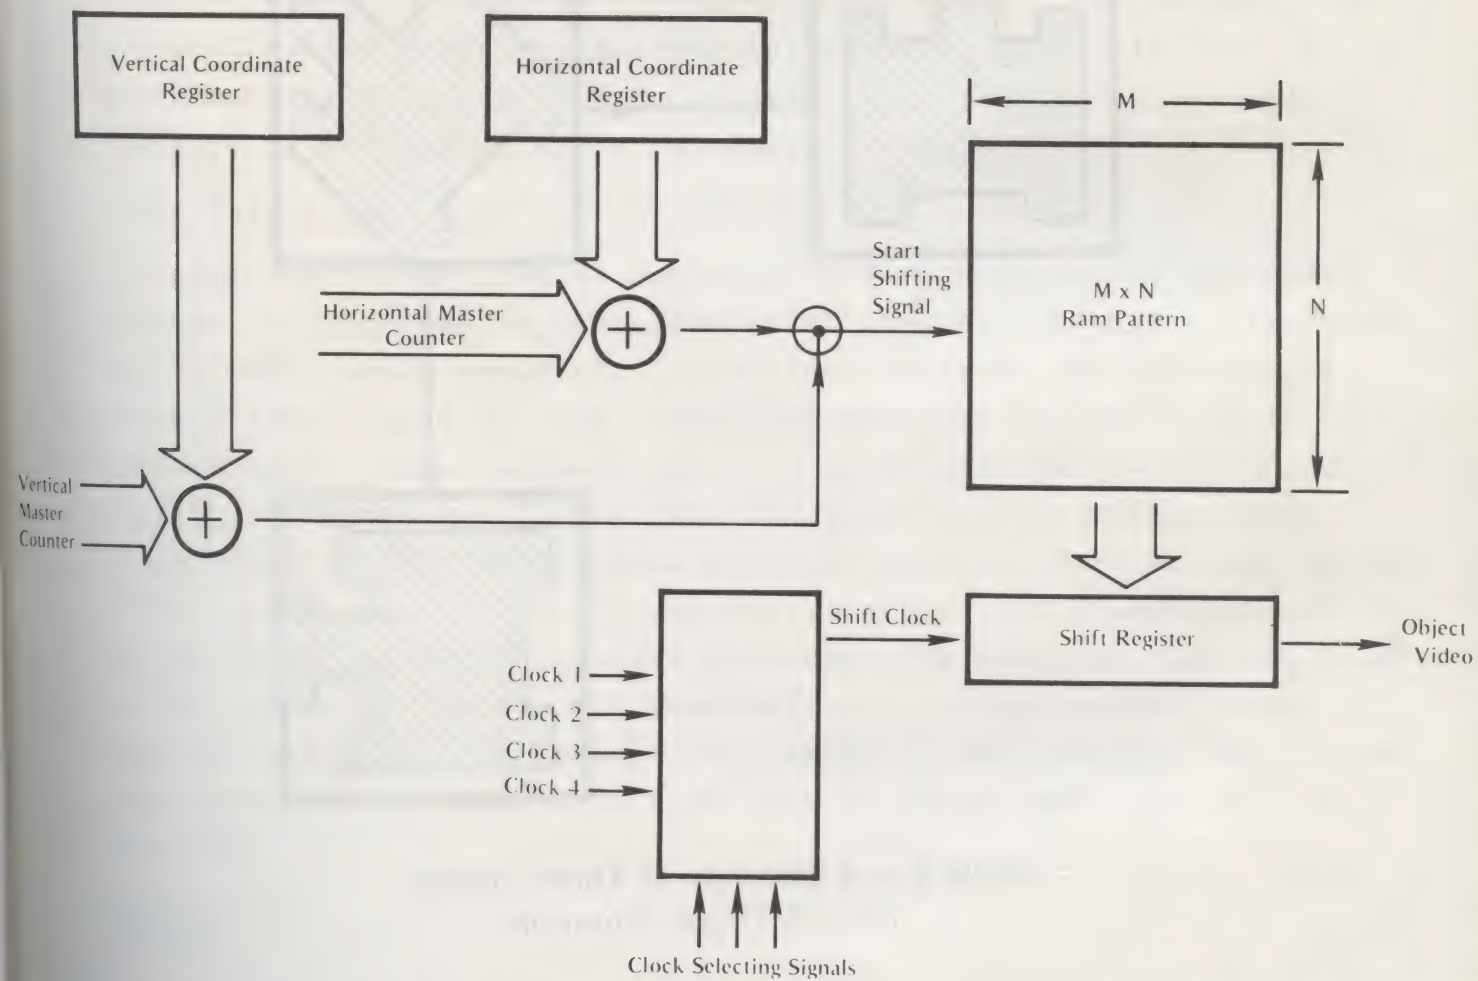 Vertical Coordinate
Register
Horizontal Coordinate
Register
M
Start
Shifting
Signal
M x N
Ram Pattern
N
Horizontal Master
Counter
Vertical
Master
Counter
Shift Clock
Shift Register
Object
Video
Clock 1
Clock 2
Clock 3
Clock 4
Clock Selecting Signals